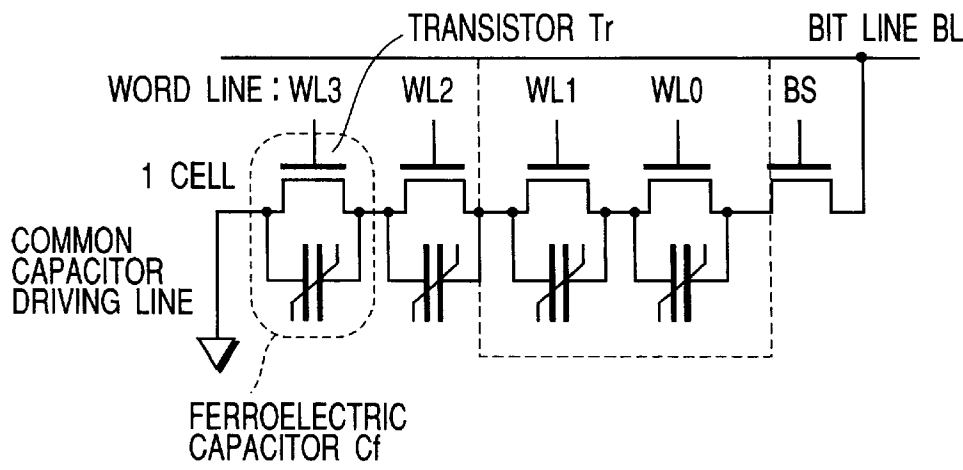 TRANSISTOR Tr
BIT LINE BL
WORD LINE : WL3
WL2
WL1
WL0
BS
1 CELL
COMMON
CAPACITOR
DRIVING LINE
FERROELECTRIC
CAPACITOR Cf